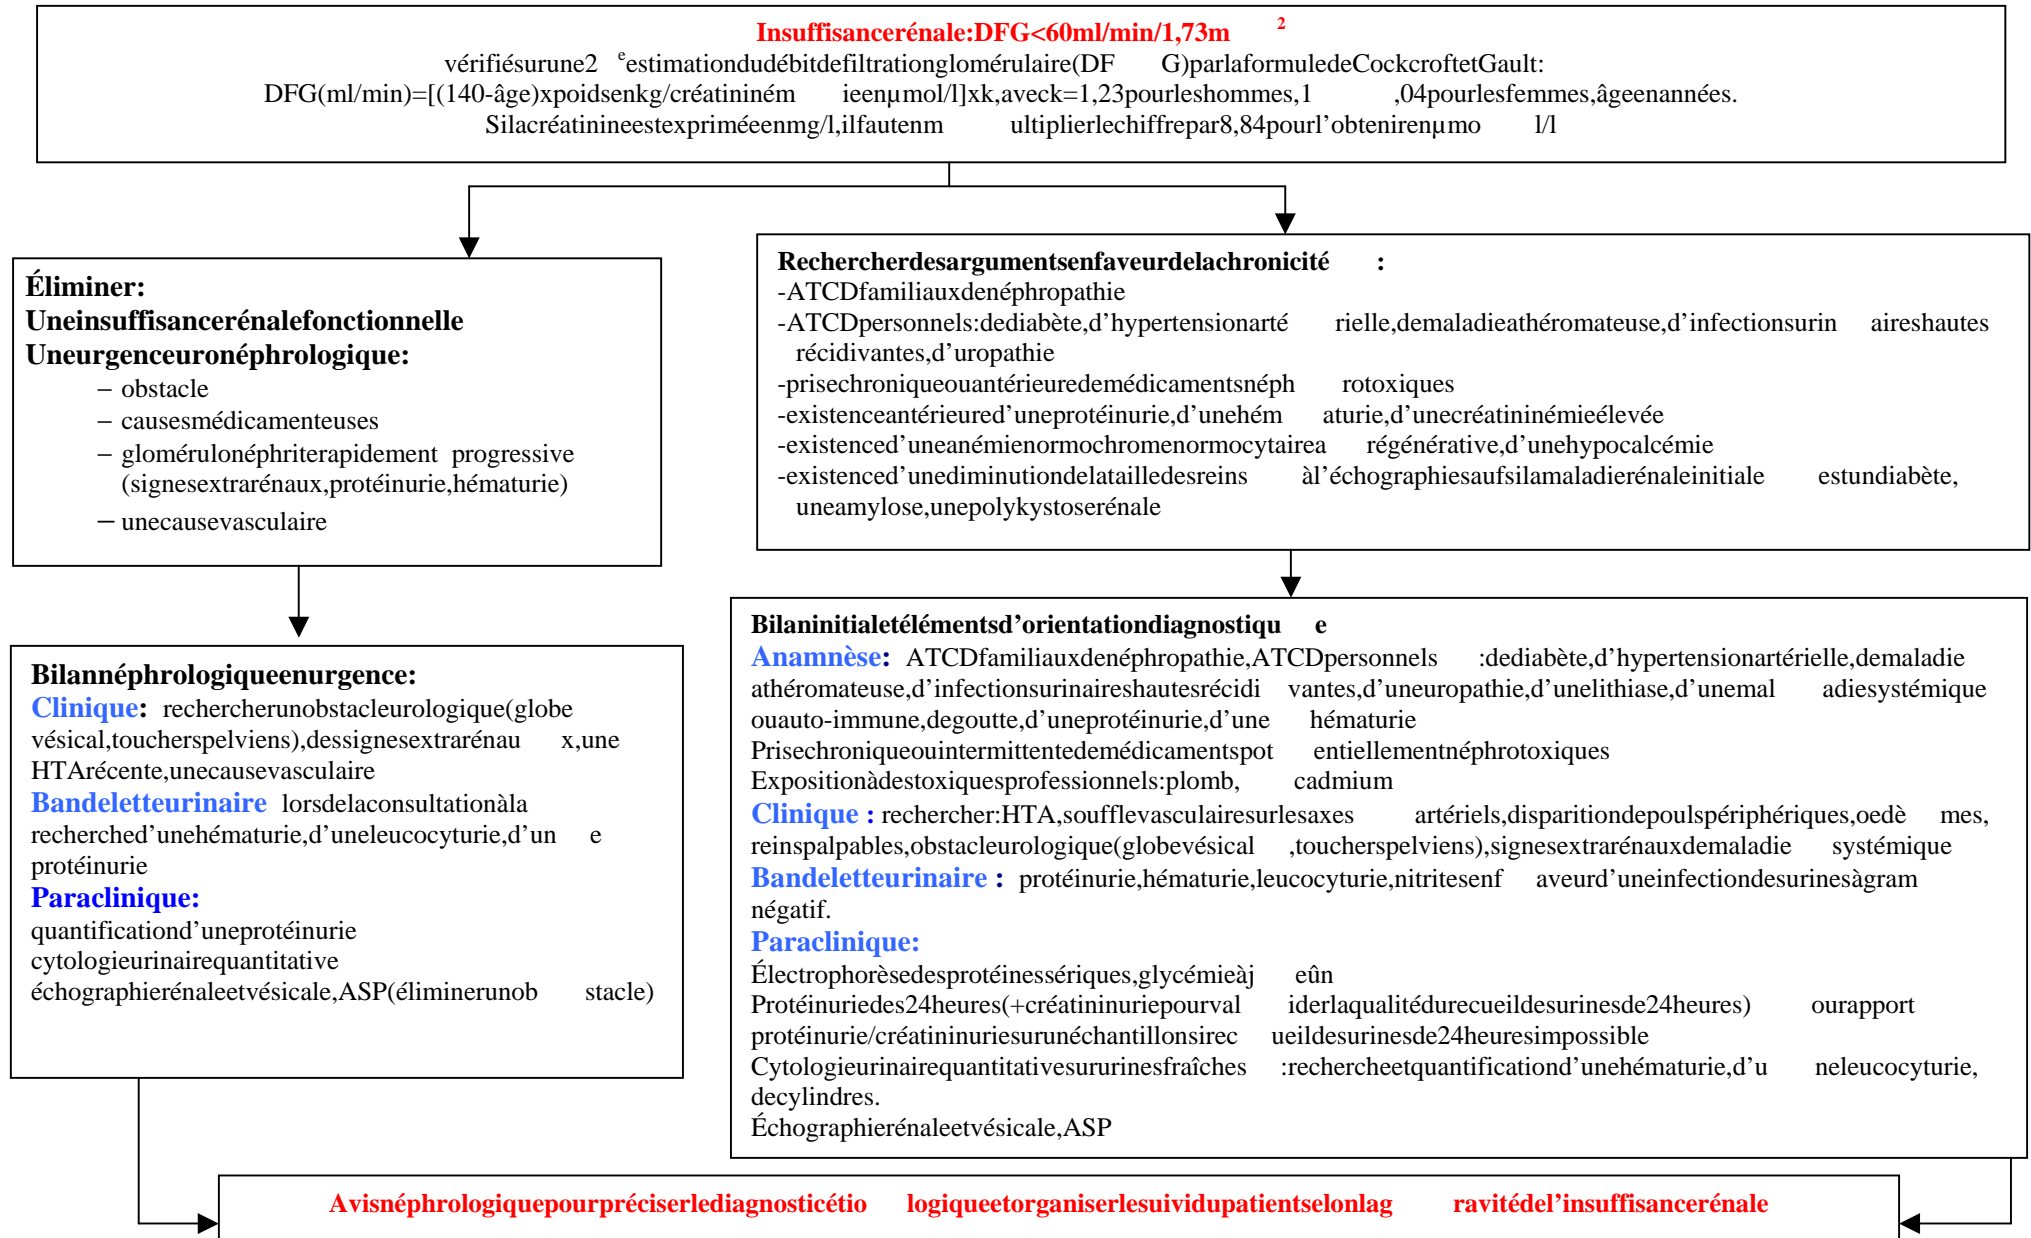 Insuffisancerénale:DFG<60ml/min/1,73m 2
vérifiésurune2 eestimationdudébitdefiltrationglomérulaire(DF G)parlaformuledeCockcroftetGault:
DFG(ml/min)=[(140-âge)xpoidsenkg/créatininém ieenµmol/l]xk,aveck=1,23pourleshommes,1 ,04pourlesfemmes,âgeenannées.
Silacréatinineestexpriméeenmg/l,ilfautenm ultiplierlechiffrepar8,84pourl’obtenirenµmo l/l
Éliminer:
Uneinsuffisancerénalefonctionnelle
Uneurgenceuronéphrologique:
– obstacle
– causesmédicamenteuses
– glomérulonéphriterapidement progressive
(signesextrarénaux,protéinurie,hématurie)
– unecausevasculaire
Rechercherdesargumentsenfaveurdelachronicité :
-ATCDfamiliauxdenéphropathie
-ATCDpersonnels:dediabète,d’hypertensionarté rielle,demaladieathéromateuse,d’infectionsurin aireshautes
récidivantes,d’uropathie
-prisechroniqueouantérieuredemédicamentsnéph rotoxiques
-existenceantérieured’uneprotéinurie,d’unehém aturie,d’unecréatininémieélevée
-existenced’uneanémienormochromenormocytairea régénérative,d’unehypocalcémie
-existenced’unediminutiondelatailledesreins àl’échographiesaufsilamaladierénaleinitiale estundiabète,
uneamylose,unepolykystoserénale
Bilannéphrologiqueenurgence:
Clinique: rechercherunobstacleurologique(globe
vésical,toucherspelviens),dessignesextrarénau x,une
HTArécente,unecausevasculaire
Bandeletteurinaire lorsdelaconsultationàla
recherched’unehématurie,d’uneleucocyturie,d’un e
protéinurie
Paraclinique:
quantificationd’uneprotéinurie
cytologieurinairequantitative
échographierénaleetvésicale,ASP(éliminerunob stacle)
Bilaninitialetélémentsd’orientationdiagnostiqu e
Anamnèse: ATCDfamiliauxdenéphropathie,ATCDpersonnels :dediabète,d’hypertensionartérielle,demaladie
athéromateuse,d’infectionsurinaireshautesrécidi vantes,d’uneuropathie,d’unelithiase,d’unemal adiesystémique
ouauto-immune,degoutte,d’uneprotéinurie,d’une hématurie
Prisechroniqueouintermittentedemédicamentspot entiellementnéphrotoxiques
Expositionàdestoxiquesprofessionnels:plomb, cadmium
Clinique : rechercher:HTA,soufflevasculairesurlesaxes artériels,disparitiondepoulspériphériques,oedè mes,
reinspalpables,obstacleurologique(globevésical ,toucherspelviens),signesextrarénauxdemaladie systémique
Bandeletteurinaire : protéinurie,hématurie,leucocyturie,nitritesenf aveurd’uneinfectiondesurinesàgram
négatif.
Paraclinique:
Électrophorèsedesprotéinessériques,glycémieàj eûn
Protéinuriedes24heures(+créatininuriepourval iderlaqualitédurecueildesurinesde24heures) ourapport
protéinurie/créatininuriesurunéchantillonsirec ueildesurinesde24heuresimpossible
Cytologieurinairequantitativesururinesfraîches :rechercheetquantificationd’unehématurie,d’u neleucocyturie,
decylindres.
Échographierénaleetvésicale,ASP
Avisnéphrologiquepourpréciserlediagnosticétio logiqueetorganiserlesuividupatientselonlag ravitédel’insuffisancerénale